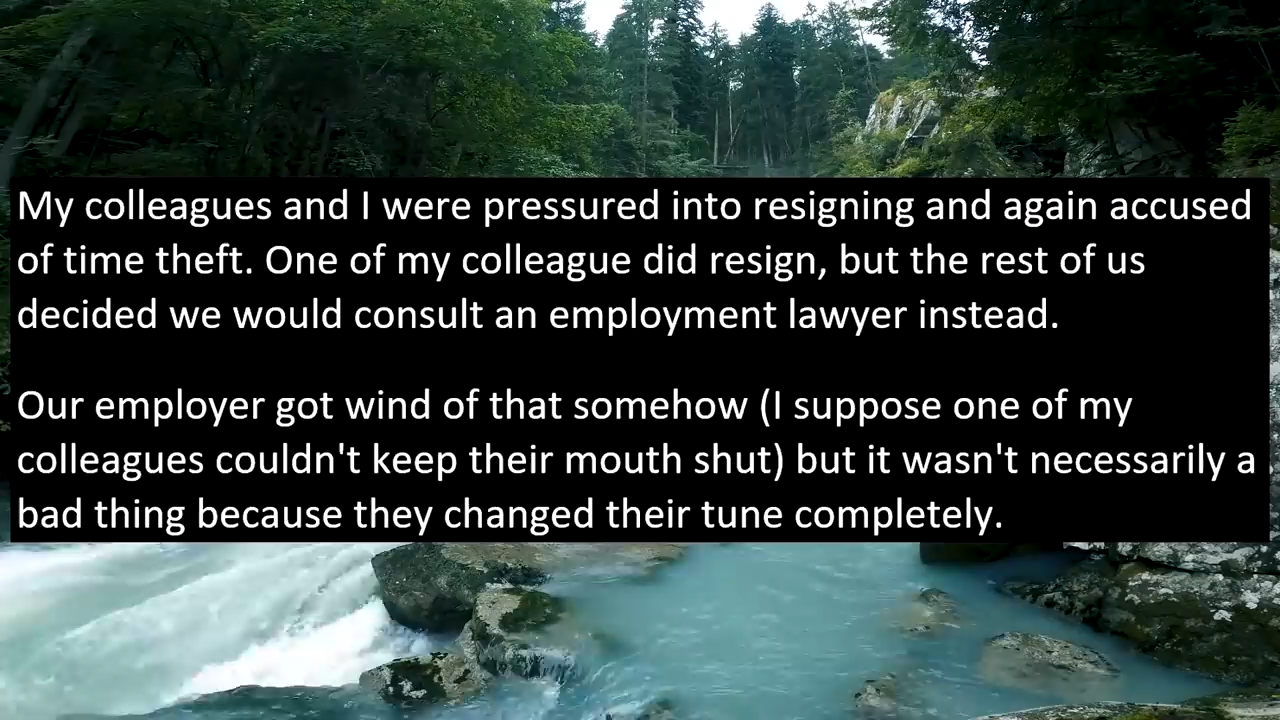 My colleagues and I were pressured into resigning and again accused
of time theft. One of my colleague did resign, but the rest of us
decided we would consult an employment lawyer instead.
Our employer got wind of that somehow (I suppose one of my
colleagues couldn't keep their mouth shut) but it wasn't necessarily a
bad thing because they changed their tune completely.